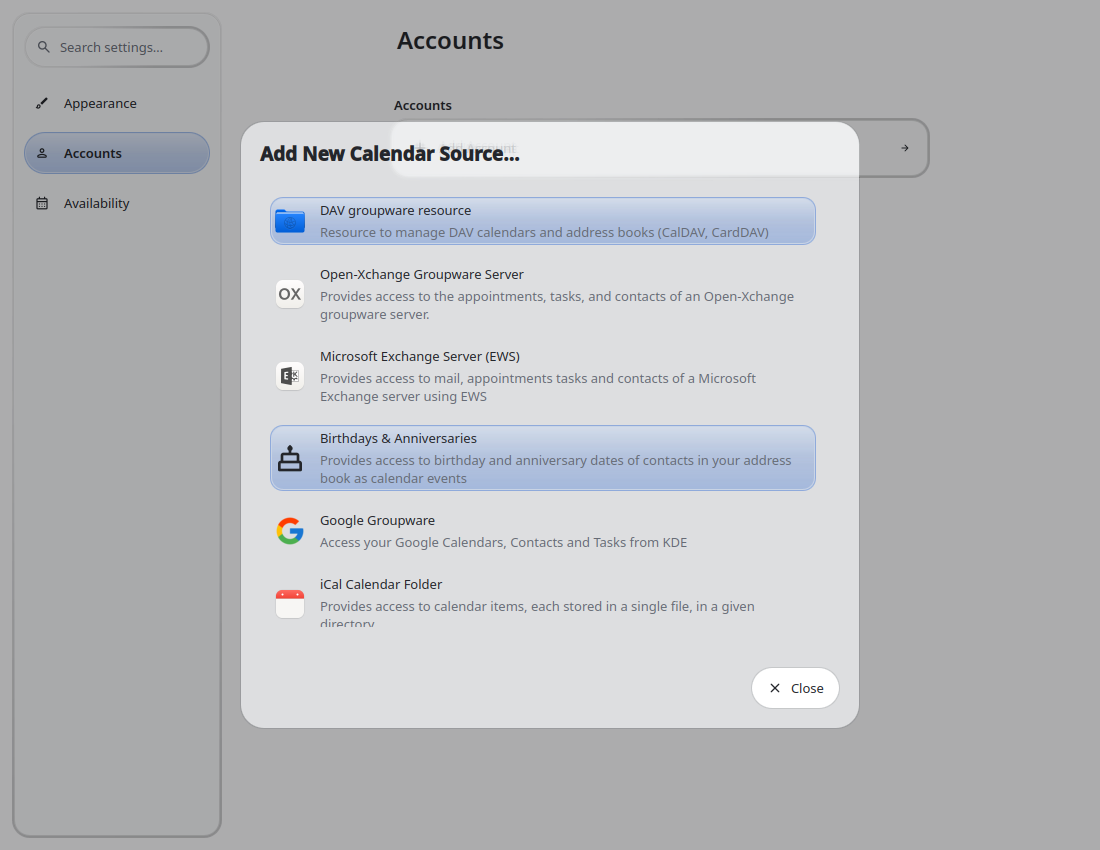 Search settings...
Appearance
Accounts
Availability
Accounts
Accounts
Add Account
Add New Calendar Source...
DAV groupware resource
Resource to manage DAV calendars and address books (CalDAV, CardDAV)
OX
Open-Xchange Groupware Server
Provides access to the appointments, tasks, and contacts of an Open-Xchange
groupware server.
Microsoft Exchange Server (EWS)
Provides access to mail, appointments tasks and contacts of a Microsoft
Exchange server using EWS
Birthdays & Anniversaries
Provides access to birthday and anniversary dates of contacts in your address
book as calendar events
Google Groupware
Access your Google Calendars, Contacts and Tasks from KDE
iCal Calendar Folder
Provides access to calendar items, each stored in a single file, in a given
directory.
Close